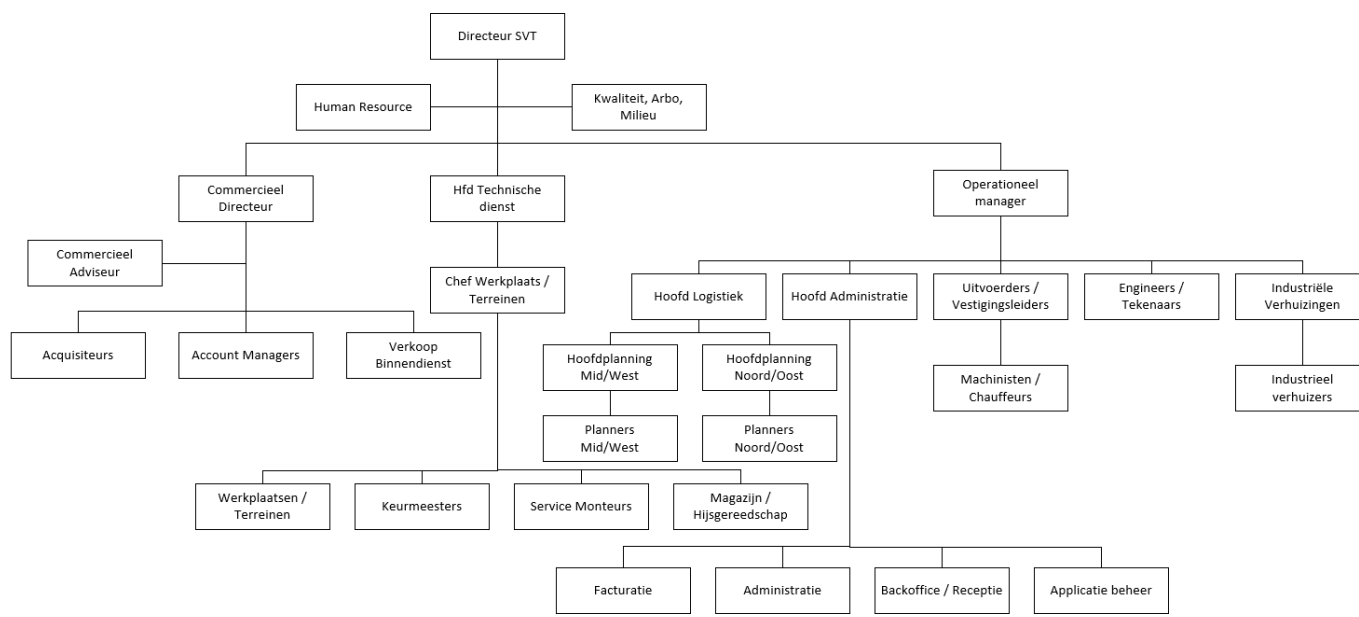 Directeur SVT
Human Resource
Kwaliteit, Arbo,
Milieu
Commercieel
Directeur
Hfd Technische
dienst
Operationeel
manager
Commercieel
Adviseur
Chef Werkplaats /
Terreinen
Hoofd Logistiek
Hoofd Administratie
Uitvoerders /
Vestigingsleiders
Engineers /
Tekenaars
Industriële
Verhuizingen
Acquisiteurs
Account Managers
Verkoop
Binnendienst
Hoofdplanning
Mid/West
Hoofdplanning
Noord/Oost
Machinisten /
Chauffeurs
Industrieel
verhuizers
Planners
Mid/West
Planners
Noord/Oost
Werkplaatsen /
Terreinen
Keurmeesters
Service Monteurs
Magazijn /
Hijsgereedschap
Facturatie
Administratie
Backoffice / Receptie
Applicatie beheer